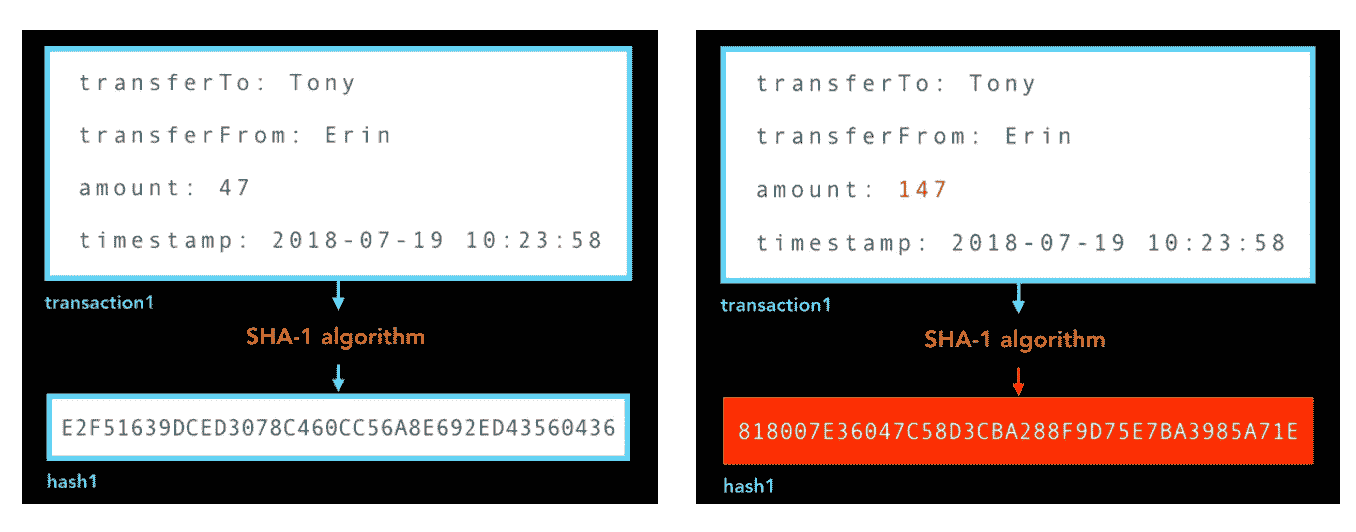 transferTo: Tony
transferFrom: Erin
amount: 47
timestamp: 2018-07-19 10:23:58
transaction1
SHA-1 algorithm
E2F51639DCED3078C460CC56A8E692ED43560436
hash1
transferTo: Tony
transferFrom: Erin
amount: 147
timestamp: 2018-07-19 10:23:58
transaction1
SHA-1 algorithm
818007E36047C58D3CBA288F9D75E7BA3985A71E
hash1